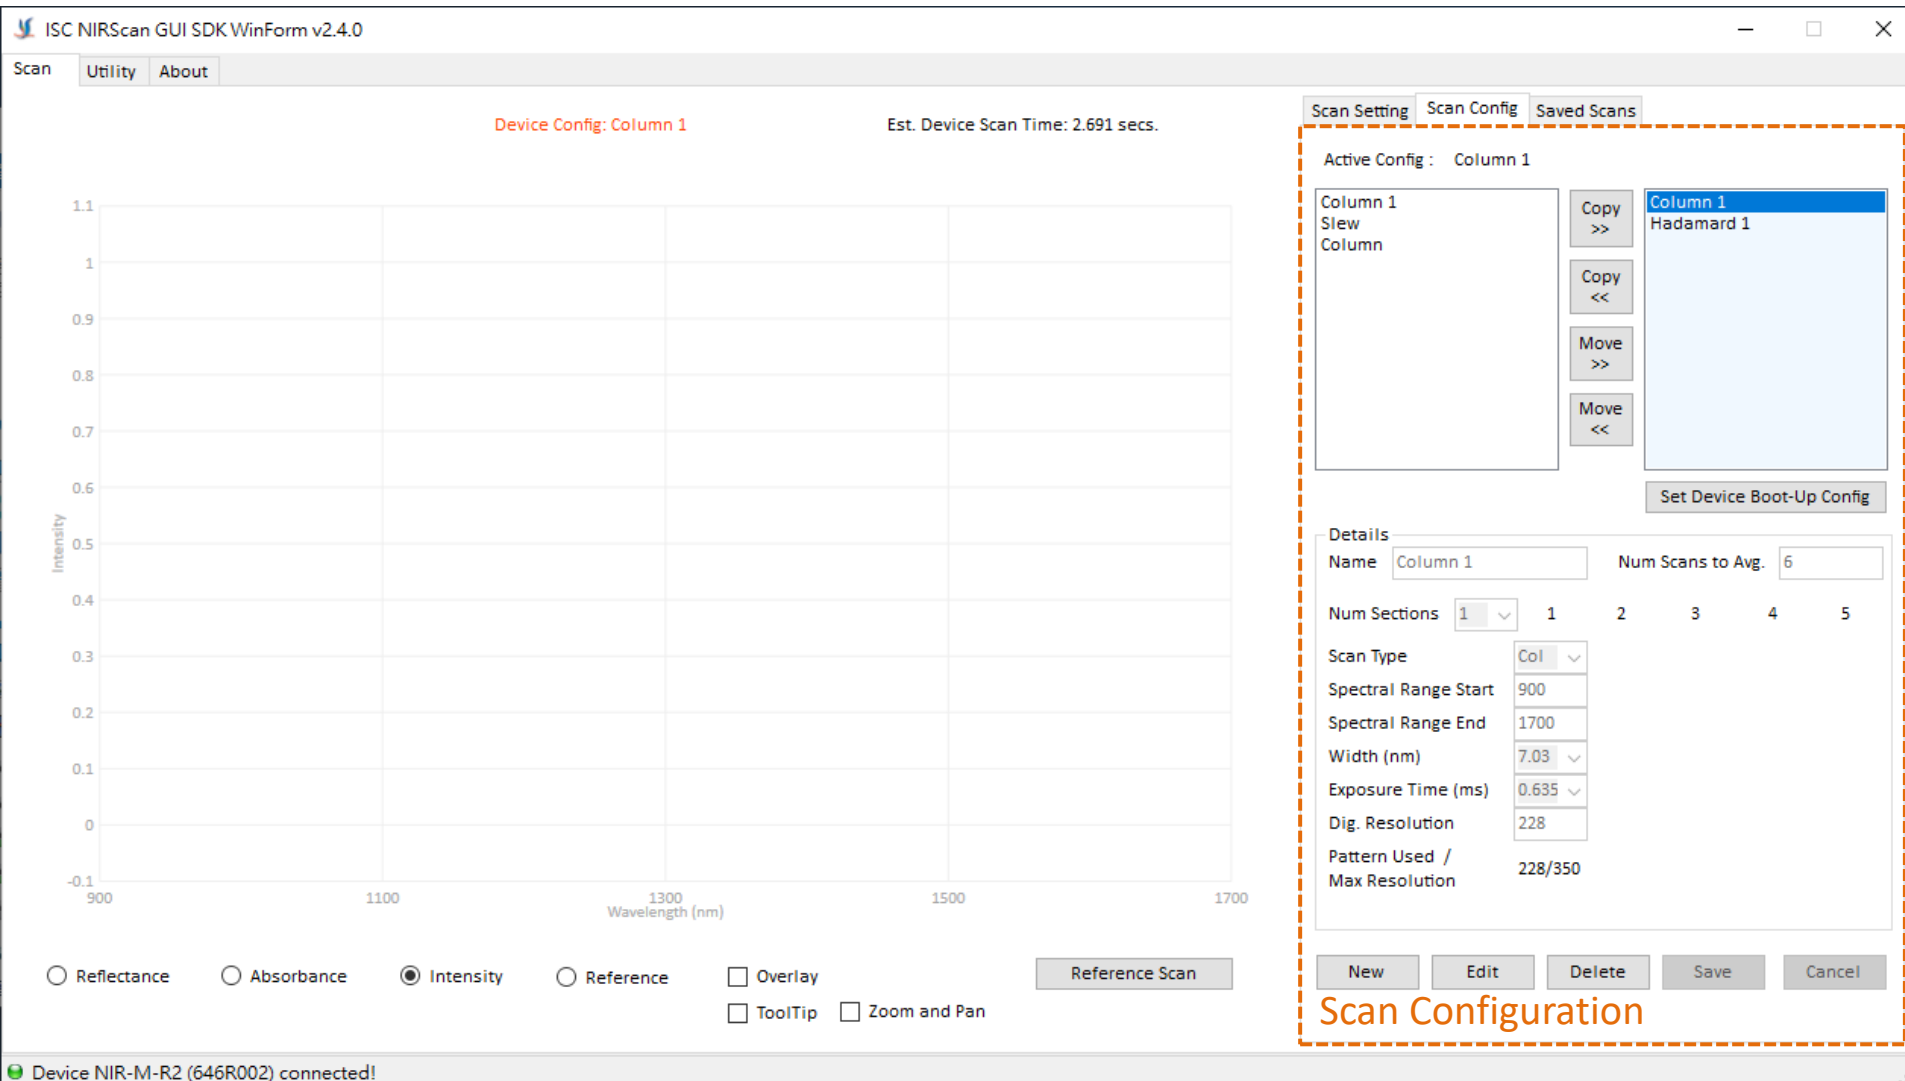 ISC NIRScan GUI SDK WinForm v2.4.0
Scan Utility About
Device Config: Column 1 Est. Device Scan Time: 2.691 secs.
1.1
1
0.9
0.8
0.7
0.6
0.5
0.4
0.3
0.2
0.1
0
-0.1
Intensity
900 1100 1300 1500 1700
Wavelength (nm)
Reflectance Absorbance Intensity Reference Overlay Reference Scan
ToolTip Zoom and Pan
Scan Setting Scan Config Saved Scans
Active Config : Column 1
Column 1
Slew
Column
Copy
>>
Copy
<<
Move
>>
Move
<<
Column 1
Hadamard 1
Set Device Boot-Up Config
Details
Name Column 1 Num Scans to Avg. 6
Num Sections 1 1 2 3 4 5
Scan Type Col
Spectral Range Start 900
Spectral Range End 1700
Width (nm) 7.03
Exposure Time (ms) 0.635
Dig. Resolution 228
Pattern Used /
Max Resolution 228/350
New Edit Delete Save Cancel
Scan Configuration
Device NIR-M-R2 (646R002) connected!